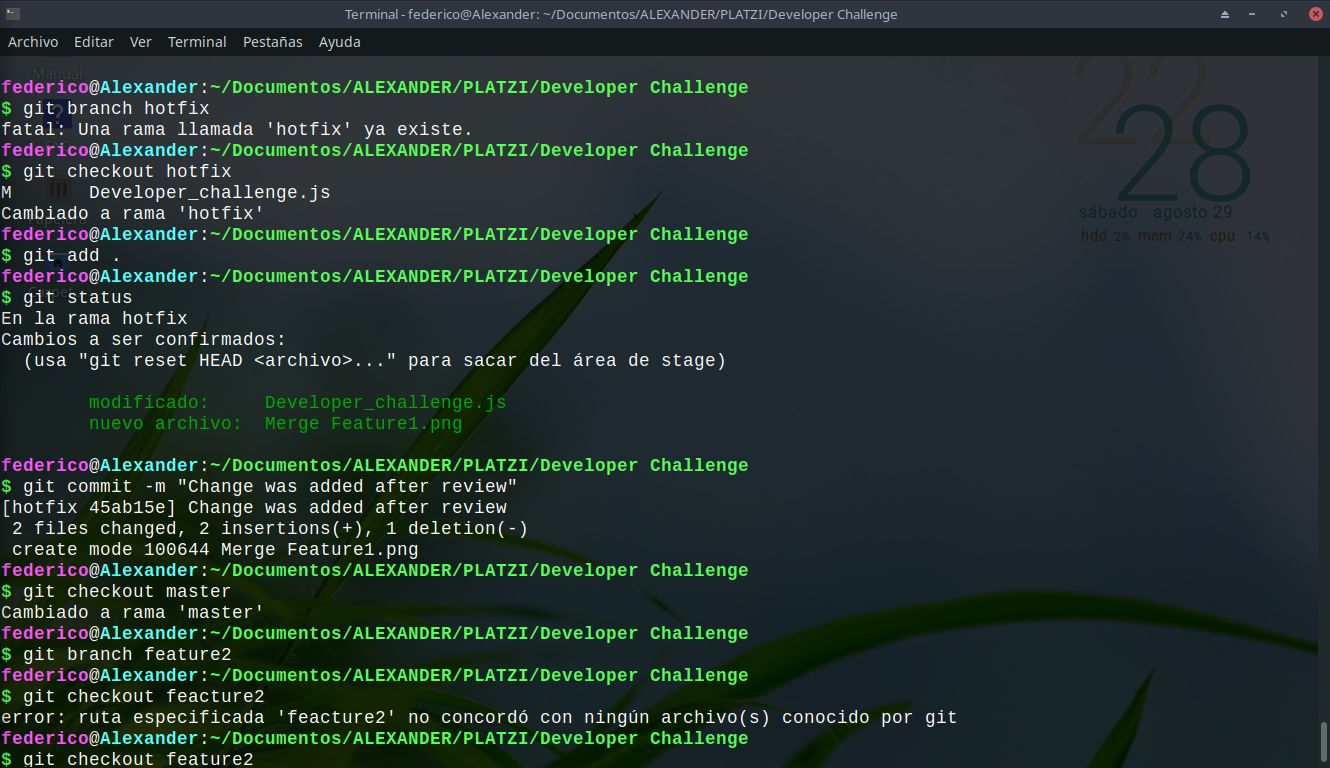 Terminal - federico@Alexander: ~/Documentos/ALEXANDER/PLATZI/Developer Challenge
Archivo Editar Ver Terminal Pestañas Ayuda
Manual
federico@Alexander:~/Documentos/ALEXANDER/PLATZI/Developer Challenge
$ git branch hotfix
fatal: Una rama llamada 'hotfix' ya existe.
federico@Alexander:~/Documentos/ALEXANDER/PLATZI/Developer Challenge
$ git checkout hotfix
M       Developer_challenge.js
Cambiado a rama 'hotfix'
federico@Alexander:~/Documentos/ALEXANDER/PLATZI/Developer Challenge
$ git add .
federico@Alexander:~/Documentos/ALEXANDER/PLATZI/Developer Challenge
$ git status
En la rama hotfix
Cambios a ser confirmados:
  (usa "git reset HEAD <archivo>..." para sacar del área de stage)
        modificado:     Developer_challenge.js
        nuevo archivo:  Merge Feature1.png
federico@Alexander:~/Documentos/ALEXANDER/PLATZI/Developer Challenge
$ git commit -m "Change was added after review"
[hotfix 45ab15e] Change was added after review
 2 files changed, 2 insertions(+), 1 deletion(-)
 create mode 100644 Merge Feature1.png
federico@Alexander:~/Documentos/ALEXANDER/PLATZI/Developer Challenge
$ git checkout master
Cambiado a rama 'master'
federico@Alexander:~/Documentos/ALEXANDER/PLATZI/Developer Challenge
$ git branch feature2
federico@Alexander:~/Documentos/ALEXANDER/PLATZI/Developer Challenge
$ git checkout feacture2
error: ruta especificada 'feacture2' no concordó con ningún archivo(s) conocido por git
federico@Alexander:~/Documentos/ALEXANDER/PLATZI/Developer Challenge
$ git checkout feature2
22
28
sábado agosto 29
hdd 2% mem 74% cpu 14%